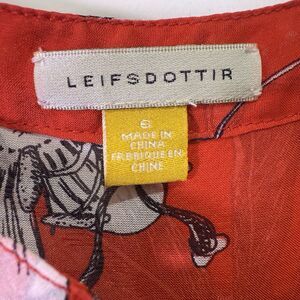 LEIFSDOTTIR
6
MADE IN
CHINA
FABRIQUE EN
CHINE